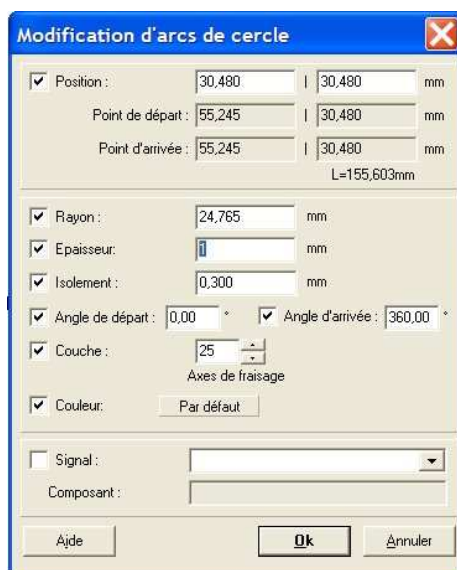 Modification d'arcs de cercle
Position : 30,480 | 30,480 mm
Point de départ : 55,245 | 30,480 mm
Point d'arrivée : 55,245 | 30,480 mm
L=155,603mm
Rayon : 24,765 mm
Epaisseur: 1 mm
Isolement : 0,300 mm
Angle de départ : 0,00 ° Angle d'arrivée : 360,00 °
Couche : 25
Axes de fraisage
Couleur: Par défaut
Signal :
Composant :
Aide Ok Annuler